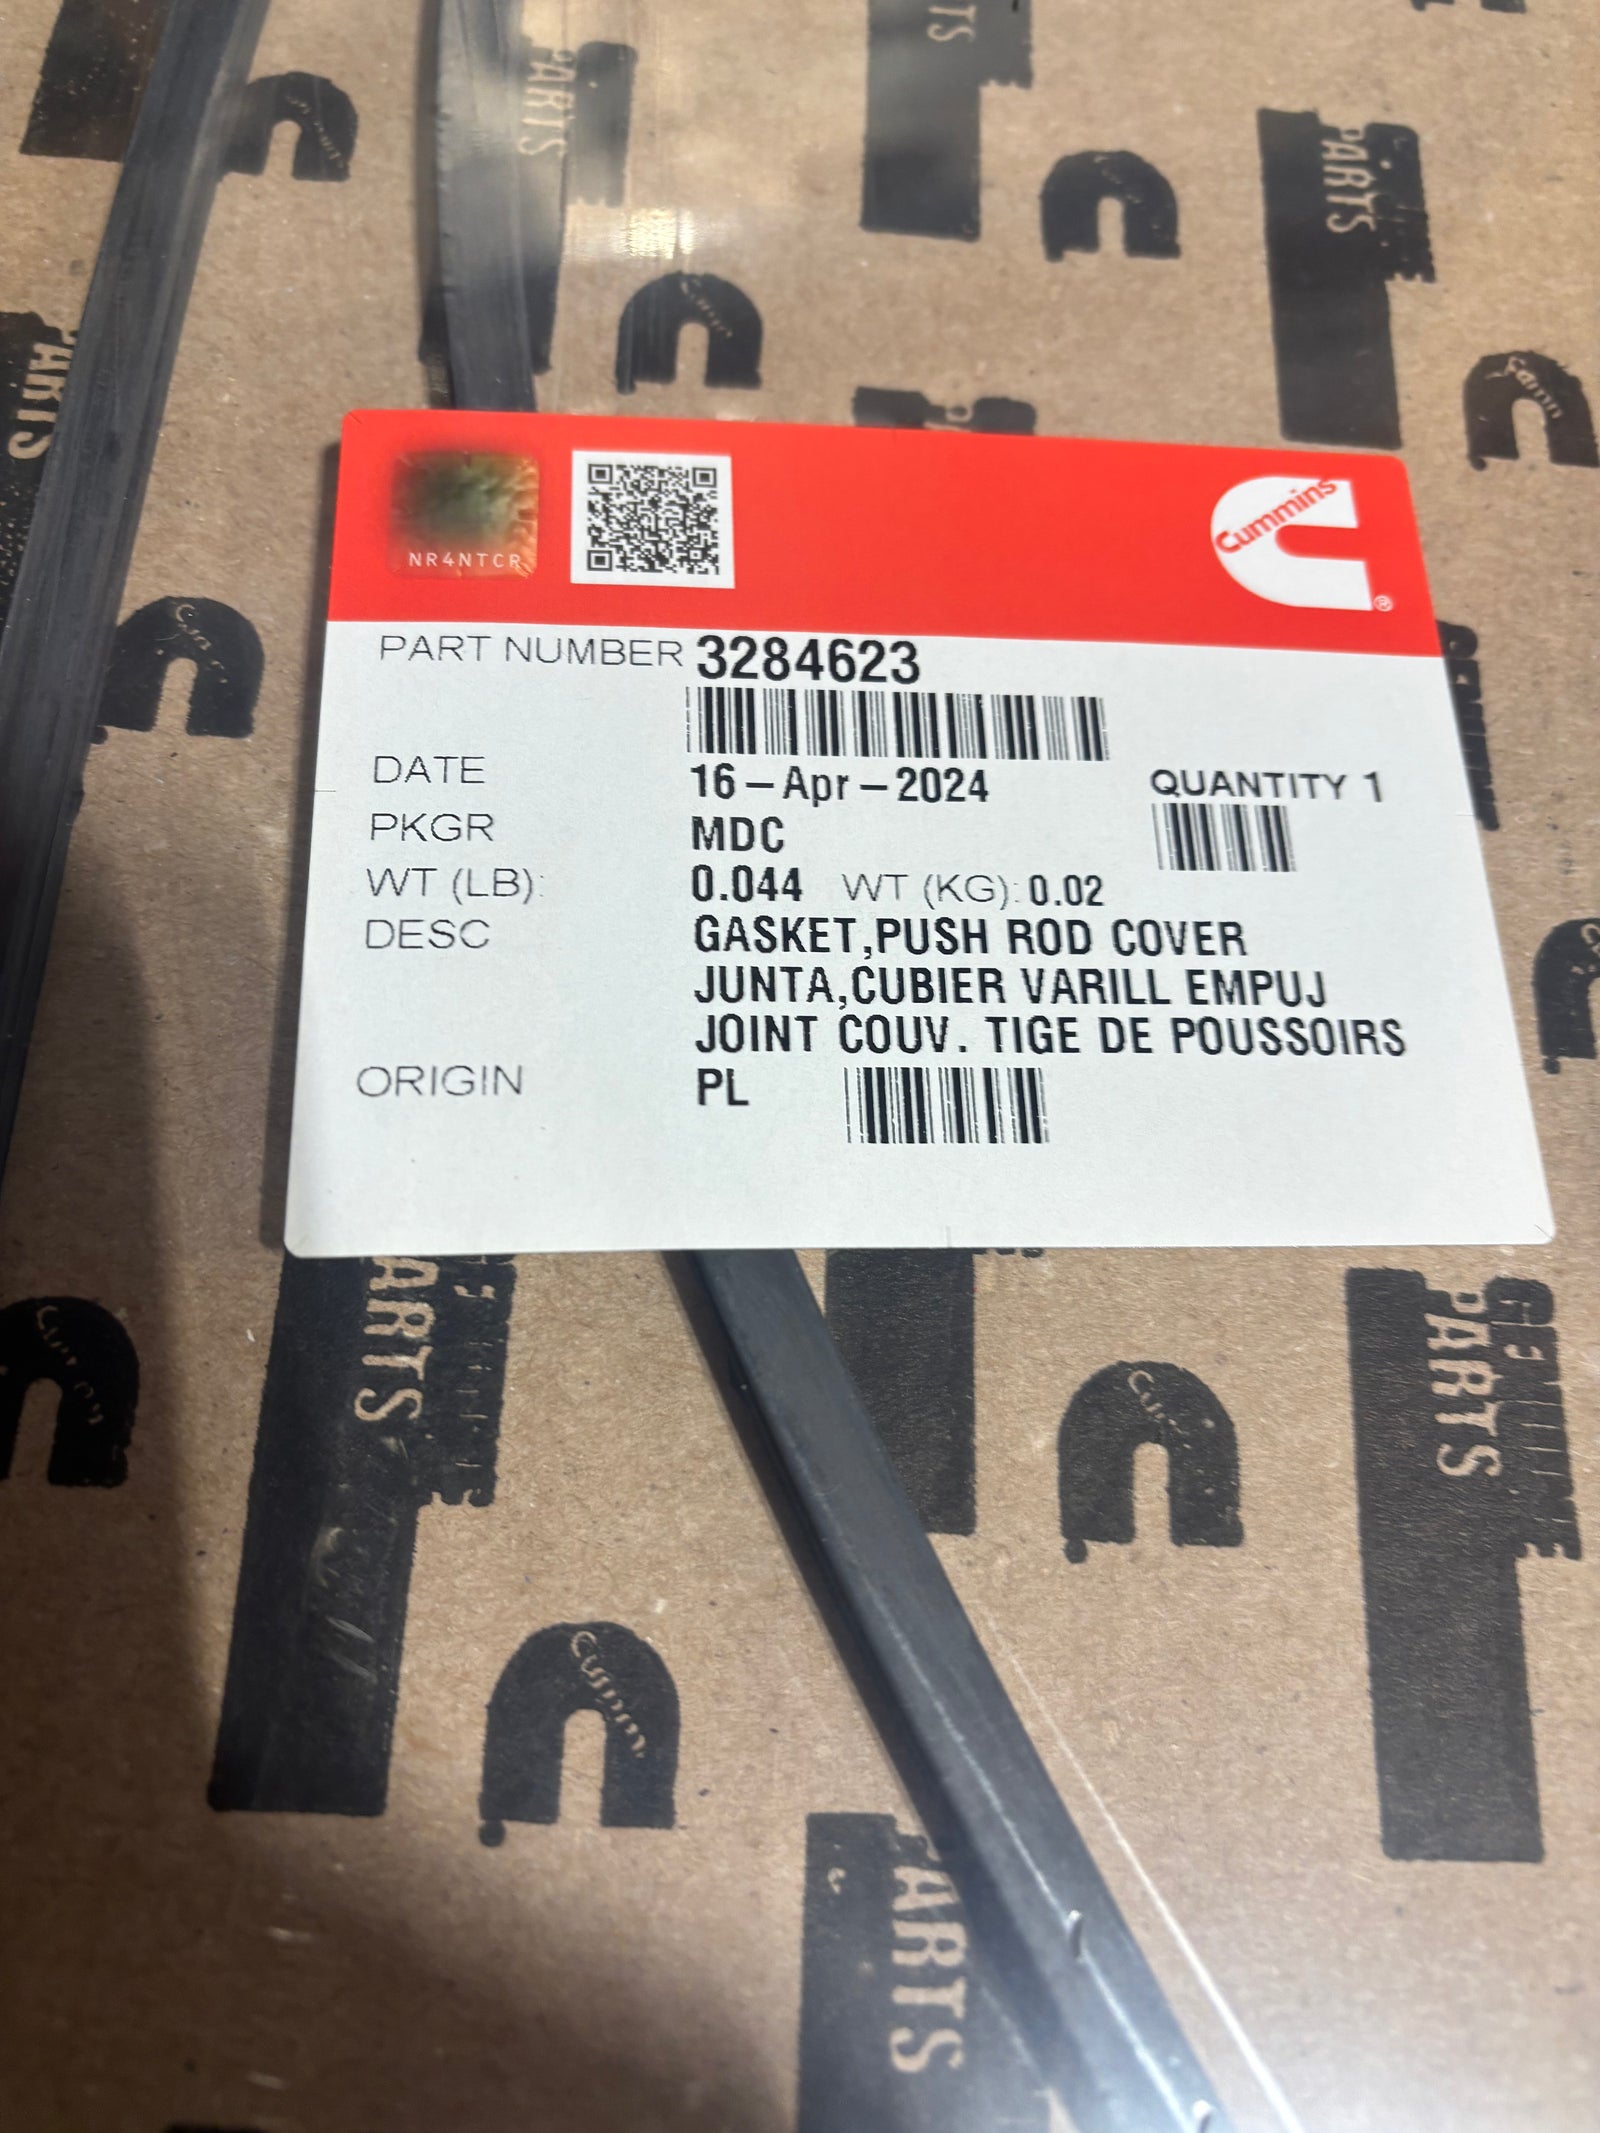 NR4NTCR
Cummins
®
PART NUMBER 3284623
DATE 16-Apr-2024 QUANTITY 1
PKGR MDC
WT (LB): 0.044 WT (KG): 0.02
DESC GASKET,PUSH ROD COVER
JUNTA,CUBIER VARILL EMPUJ
JOINT COUV. TIGE DE POUSSOIRS
ORIGIN PL
PARTS
PARTS
PARTS
PARTS
GENUINE
PARTS
PARTS
Cummins